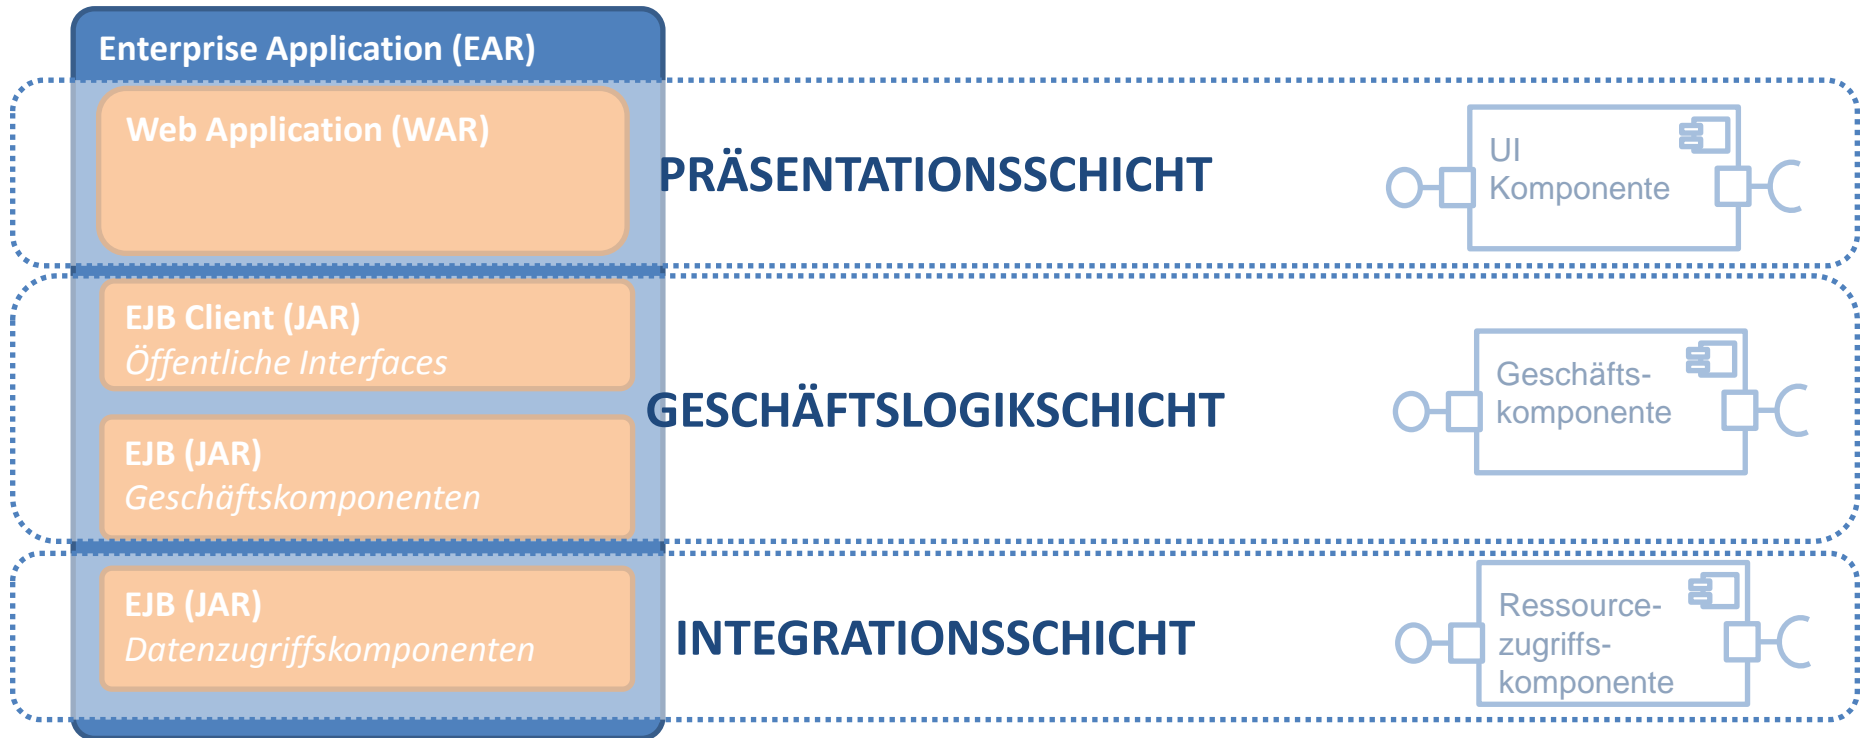 Enterprise Application (EAR)
Web Application (WAR)
PRÄSENTATIONSSCHICHT
UI
Komponente
EJB Client (JAR)
Öffentliche Interfaces
EJB (JAR)
Geschäftskomponenten
GESCHÄFTSLOGIKSCHICHT
Geschäfts-
komponente
EJB (JAR)
Datenzugriffskomponenten
INTEGRATIONSSCHICHT
Ressource-
zugriffs-
komponente